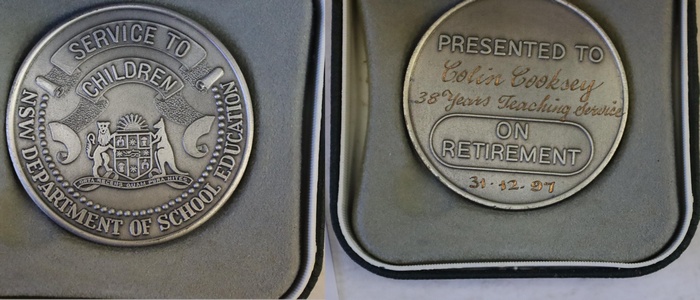 SERVICE TO
CHILDREN
NSW DEPARTMENT OF SCHOOL EDUCATION
PRESENTED TO
Colin Cooksey
38 Years Teaching Service
ON
RETIREMENT
31·12·97